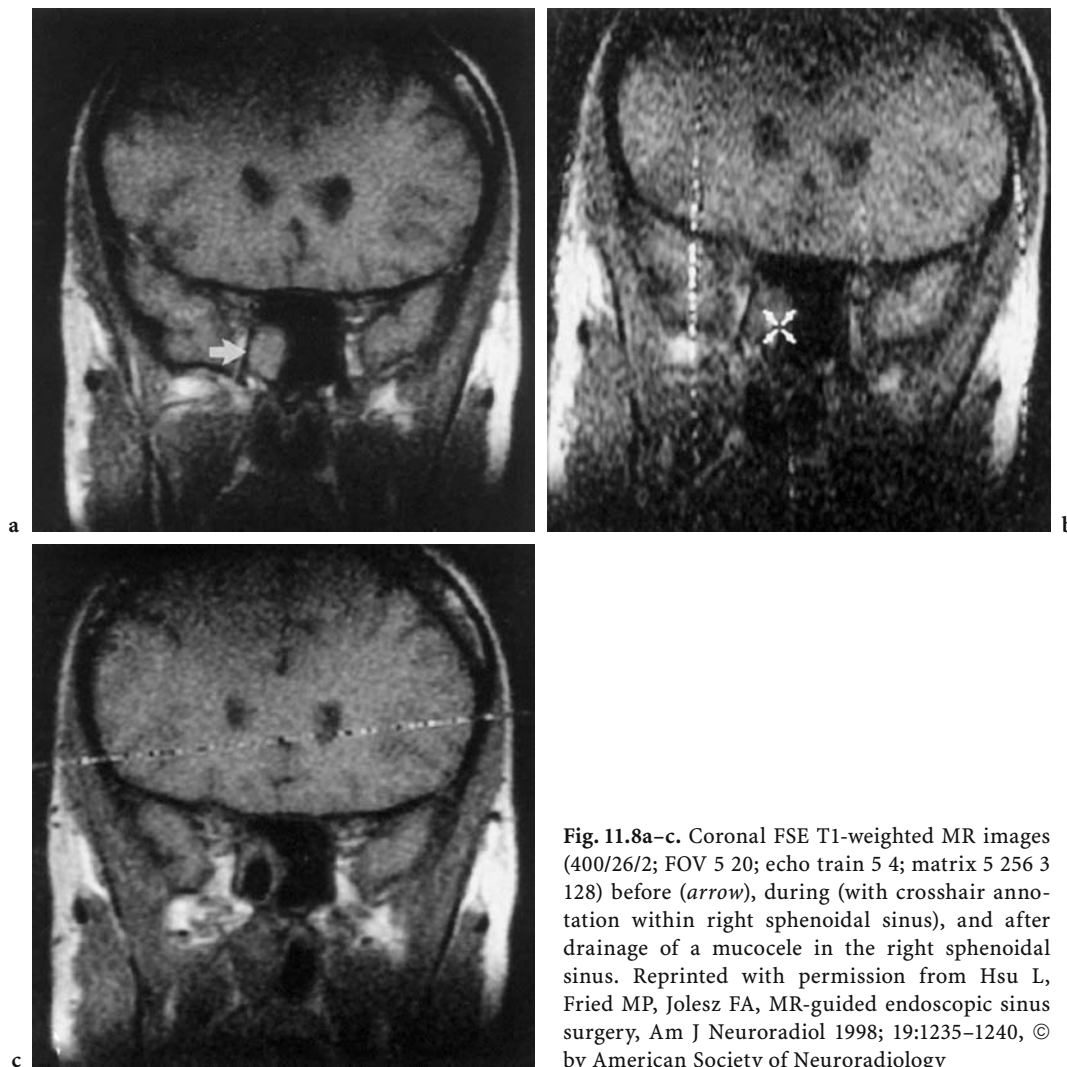 a
b
c
Fig. 11.8a–c. Coronal FSE T1-weighted MR images
(400/26/2; FOV 5 20; echo train 5 4; matrix 5 256 3
128) before (arrow), during (with crosshair anno-
tation within right sphenoidal sinus), and after
drainage of a mucocele in the right sphenoidal
sinus. Reprinted with permission from Hsu L,
Fried MP, Jolesz FA, MR-guided endoscopic sinus
surgery, Am J Neuroradiol 1998; 19:1235–1240, ©
by American Society of Neuroradiology